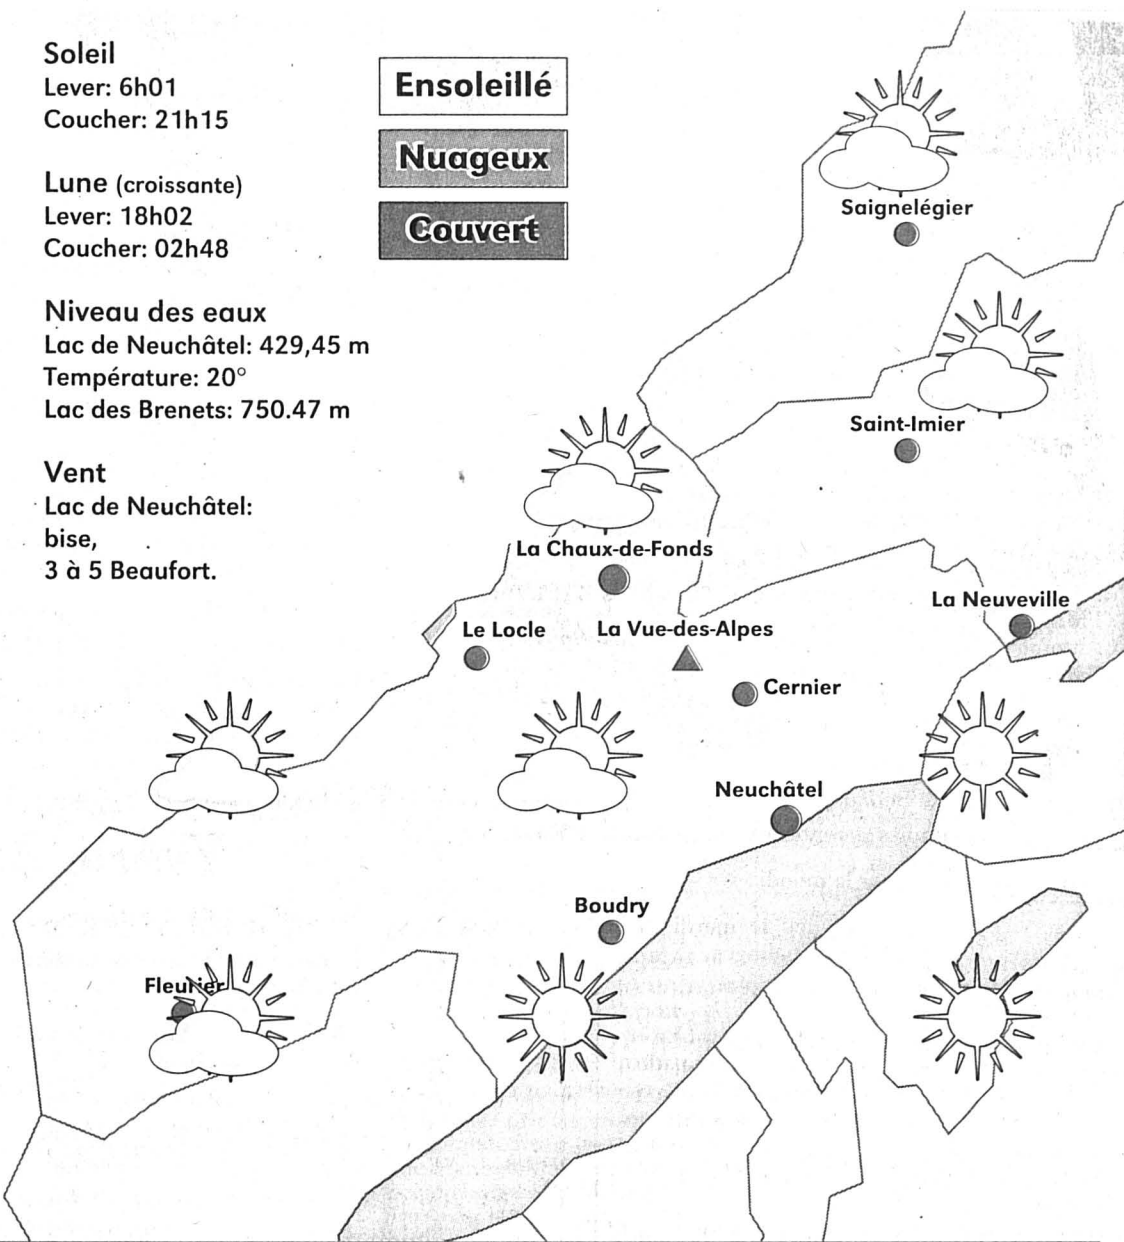 Soleil
Lever: 6h01
Coucher: 21h15
Lune (croissante)
Lever: 18h02
Coucher: 02h48
Niveau des eaux
Lac de Neuchâtel: 429,45 m
Température: 20°
Lac des Brenets: 750.47 m
Vent
Lac de Neuchâtel:
bise,
3 à 5 Beaufort.
Ensoleillé
Nuageux
Couvert
Saignelégier
Saint-Imier
La Chaux-de-Fonds
La Neuveville
Le Locle
La Vue-des-Alpes
Cernier
Neuchâtel
Boudry
Fleurier